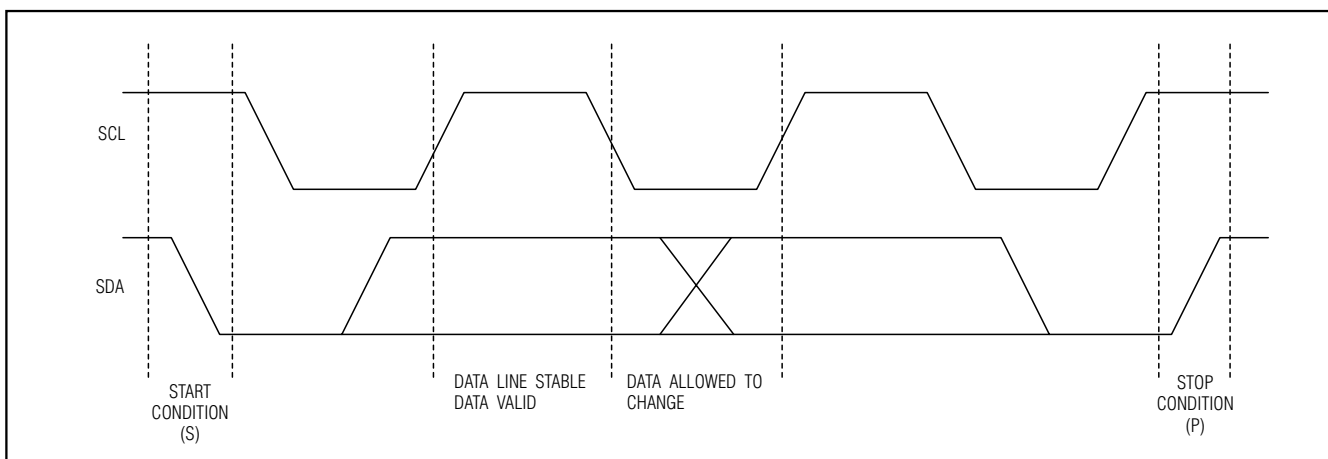 SCL
SDA
START
CONDITION
(S)
DATA LINE STABLE
DATA VALID
DATA ALLOWED TO
CHANGE
STOP
CONDITION
(P)